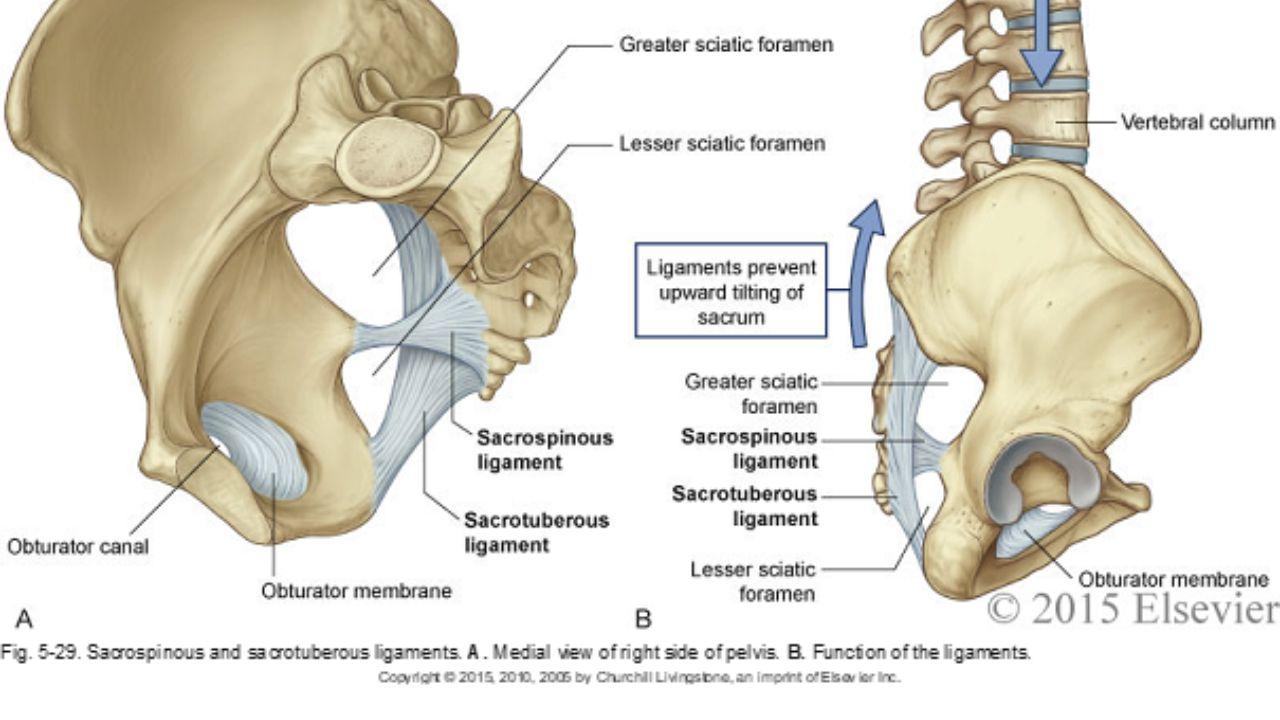 Greater sciatic foramen
Lesser sciatic foramen
Sacrospinous
ligament
Sacrotuberous
ligament
Obturator canal
Obturator membrane
A
Vertebral column
Ligaments prevent
upward tilting of
sacrum
Greater sciatic
foramen
Sacrospinous
ligament
Sacrotuberous
ligament
Lesser sciatic
foramen
Obturator membrane
B
© 2015 Elsevier
Fig. 5-29. Sacrospinous and sacrotuberous ligaments. A. Medial view of right side of pelvis. B. Function of the ligaments.
Copyright © 2015, 2010, 2005 by Churchill Livingstone, an imprint of Elsevier Inc.